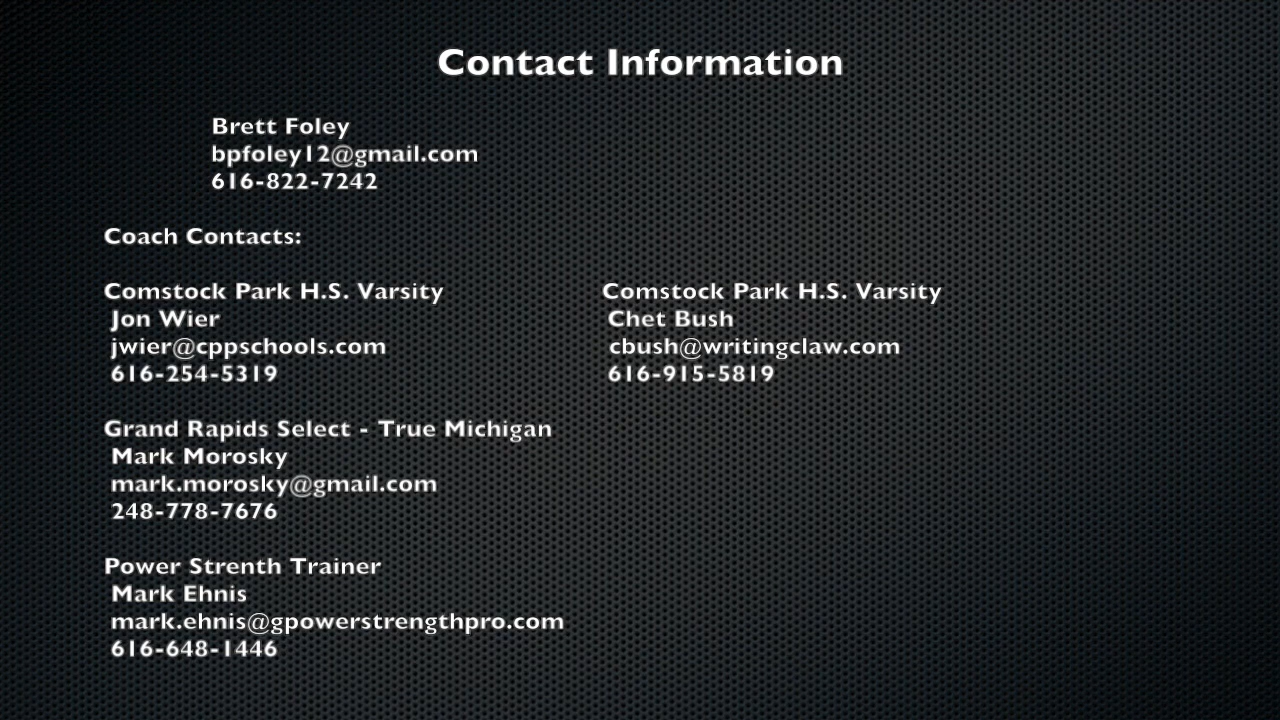 Contact Information
Brett Foley
bpfoley12@gmail.com
616-822-7242
Coach Contacts:
Comstock Park H.S. Varsity
Jon Wier
jwier@cppschools.com
616-254-5319
Comstock Park H.S. Varsity
Chet Bush
cbush@writingclaw.com
616-915-5819
Grand Rapids Select - True Michigan
Mark Morosky
mark.morosky@gmail.com
248-778-7676
Power Strenth Trainer
Mark Ehnis
mark.ehnis@gpowerstrengthpro.com
616-648-1446